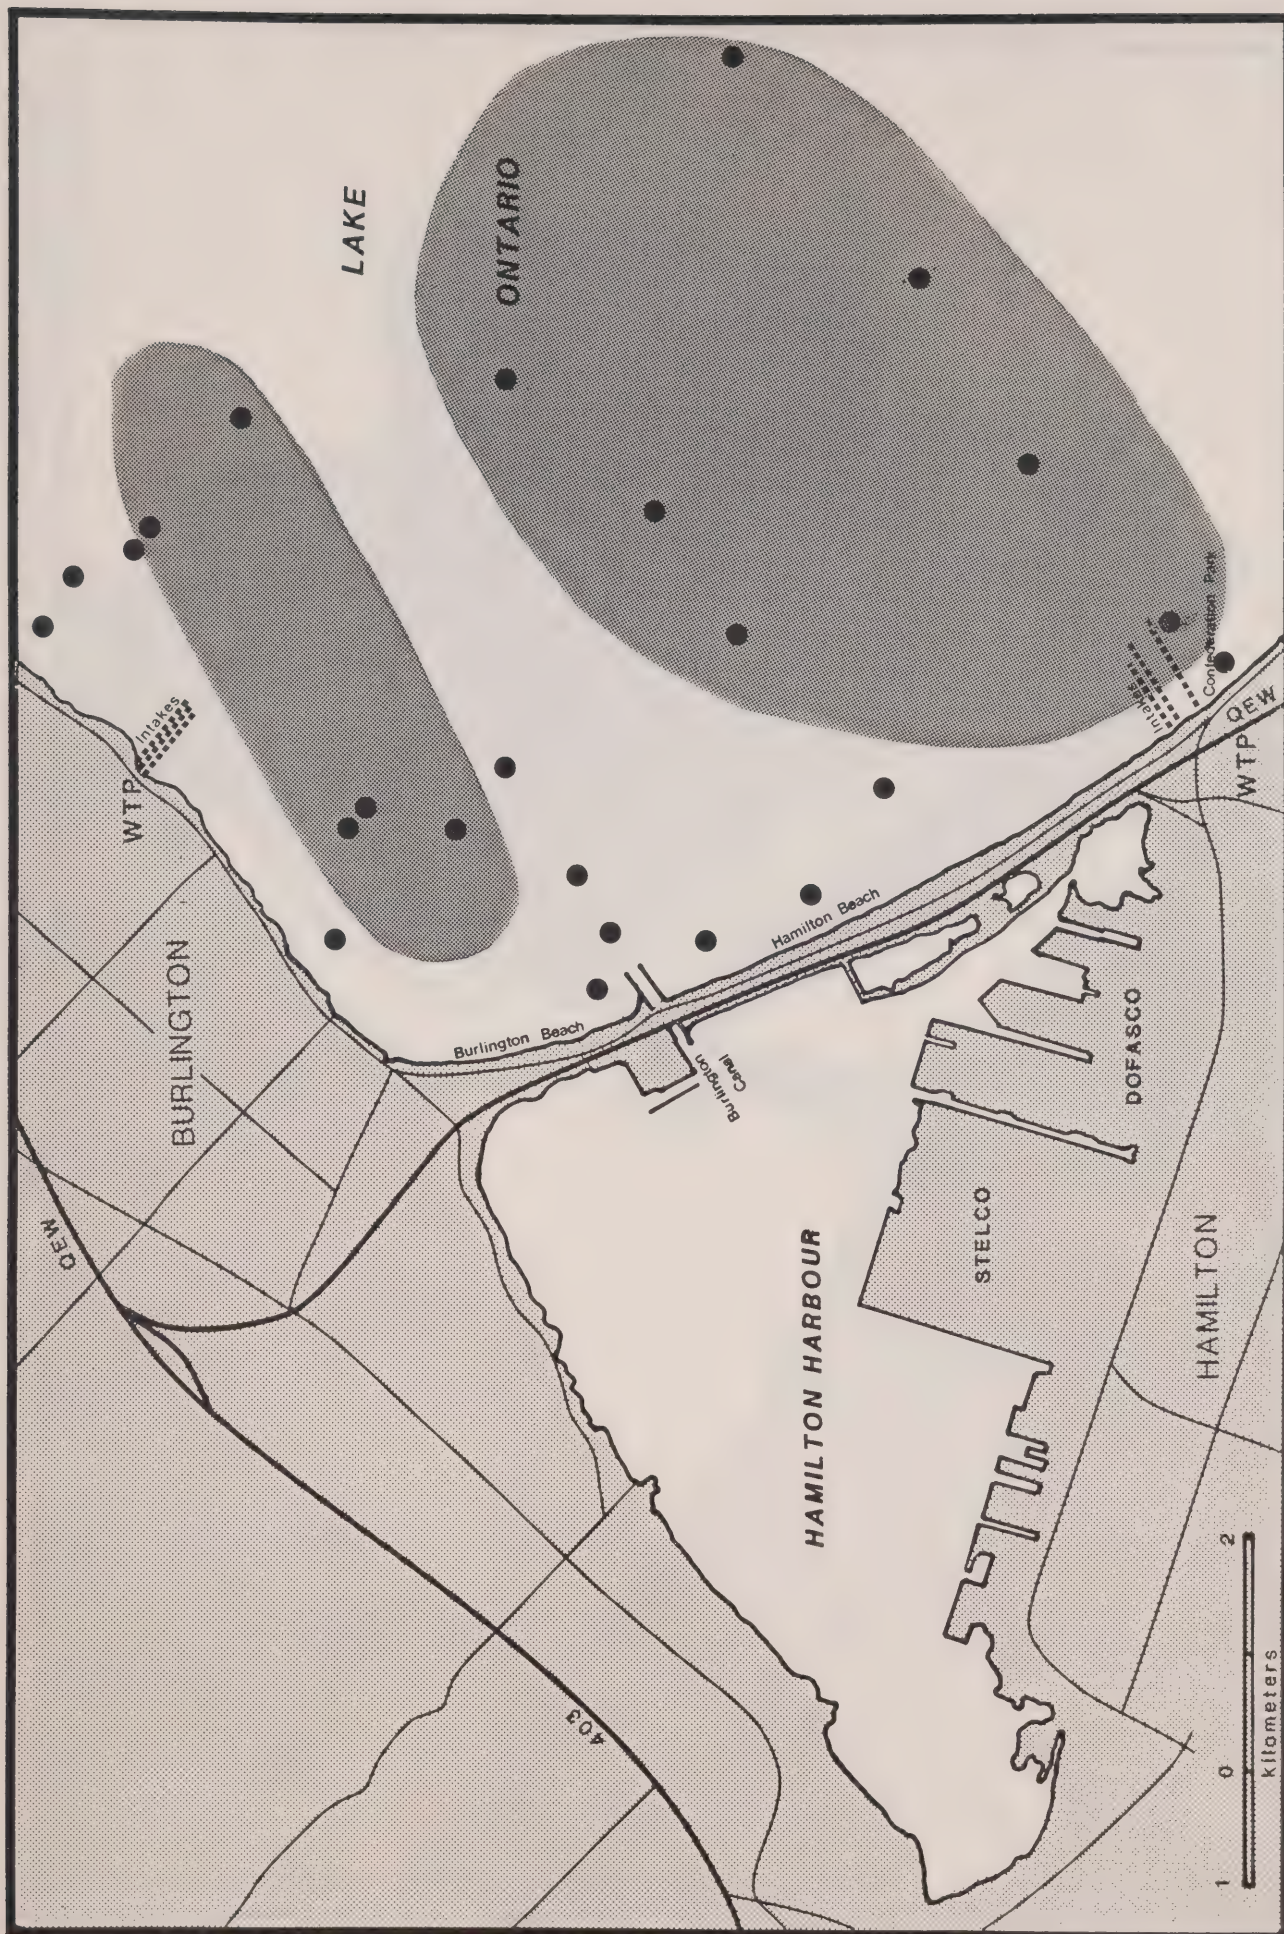 LAKE
ONTARIO
Intakes
WTP
BURLINGTON
QEW
403
Burlington Beach
Burlington
Canal
Hamilton Beach
Intakes
Confederation Park
QEW
WTP
HAMILTON HARBOUR
STELCO
DOFASCO
HAMILTON
1 0 2
kilometers